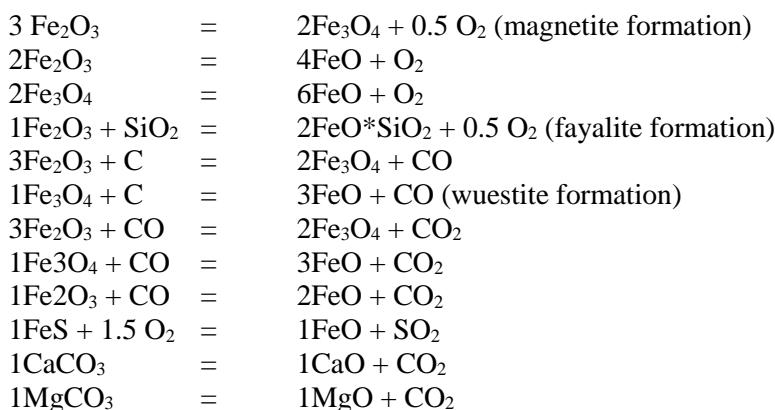 3 Fe₂O₃ = 2Fe₃O₄ + 0.5 O₂ (magnetite formation)
2Fe₂O₃ = 4FeO + O₂
2Fe₃O₄ = 6FeO + O₂
1Fe₂O₃ + SiO₂ = 2FeO*SiO₂ + 0.5 O₂ (fayalite formation)
3Fe₂O₃ + C = 2Fe₃O₄ + CO
1Fe₃O₄ + C = 3FeO + CO (wuestite formation)
3Fe₂O₃ + CO = 2Fe₃O₄ + CO₂
1Fe3O₄ + CO = 3FeO + CO₂
1Fe2O₃ + CO = 2FeO + CO₂
1FeS + 1.5 O₂ = 1FeO + SO₂
1CaCO₃ = 1CaO + CO₂
1MgCO₃ = 1MgO + CO₂